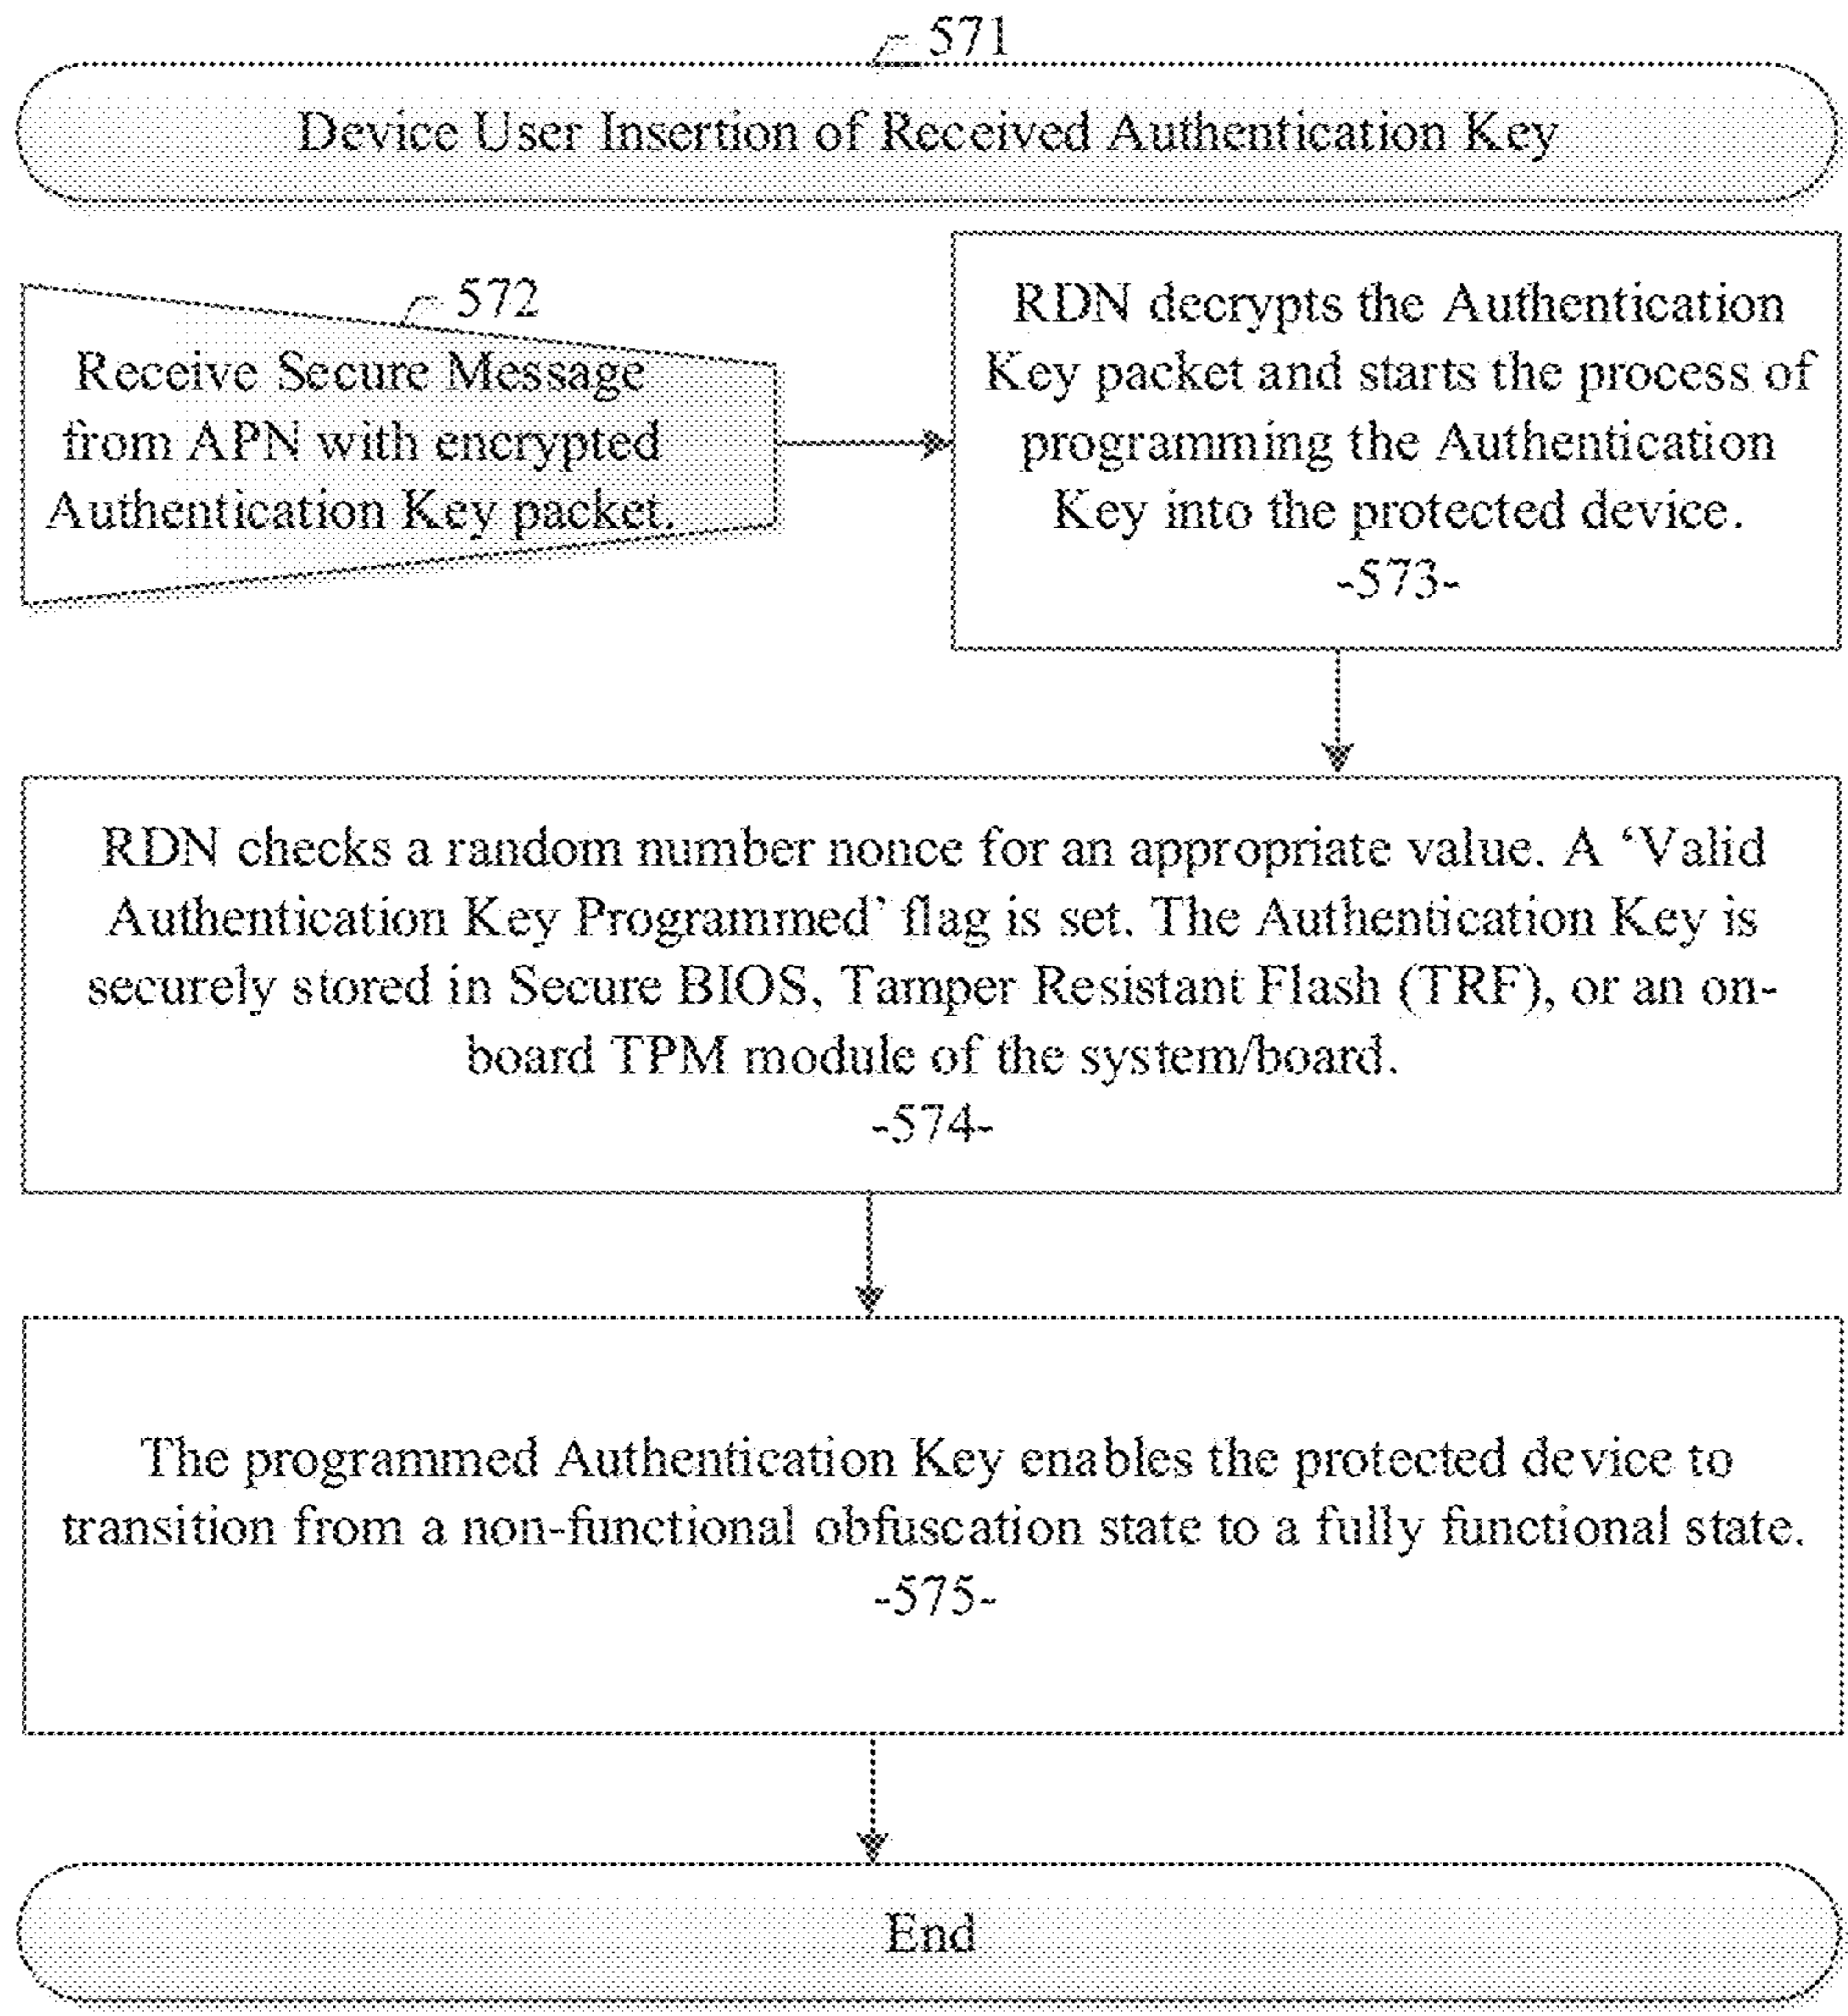 571
Device User Insertion of Received Authentication Key
572
Receive Secure Message
from APN with encrypted
Authentication Key packet.
RDN decrypts the Authentication
Key packet and starts the process of
programming the Authentication
Key into the protected device.
-573-
RDN checks a random number nonce for an appropriate value. A ‘Valid
Authentication Key Programmed’ flag is set. The Authentication Key is
securely stored in Secure BIOS, Tamper Resistant Flash (TRF), or an on-
board TPM module of the system/board.
-574-
The programmed Authentication Key enables the protected device to
transition from a non-functional obfuscation state to a fully functional state.
-575-
End